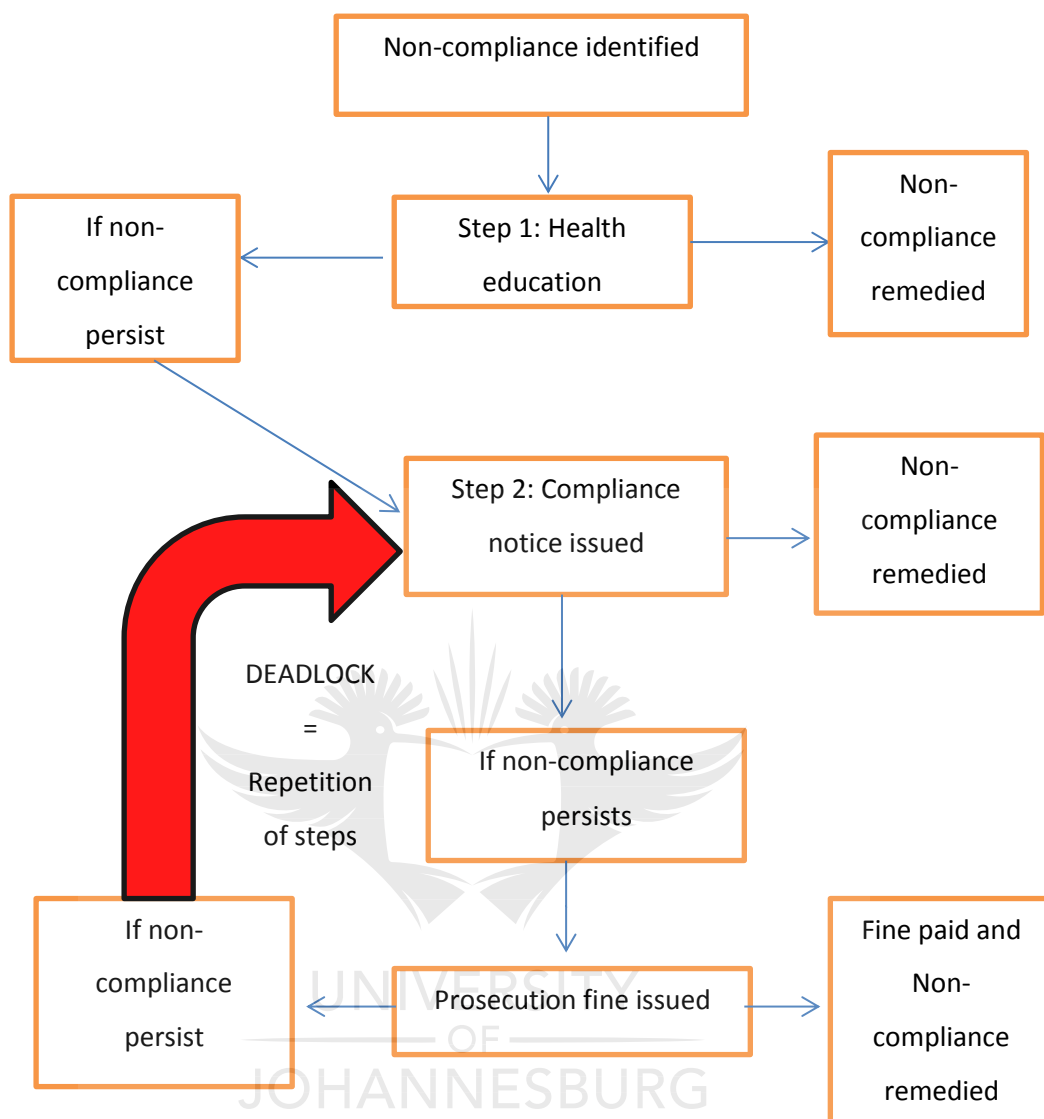 Non-compliance identified
Step 1: Health
education
Non-
compliance
remedied
If non-
compliance
persist
Step 2: Compliance
notice issued
Non-
compliance
remedied
DEADLOCK
=
Repetition
of steps
If non-compliance
persists
If non-
compliance
persist
Prosecution fine issued
Fine paid and
Non-
compliance
remedied
UNIVERSITY
OF
JOHANNESBURG